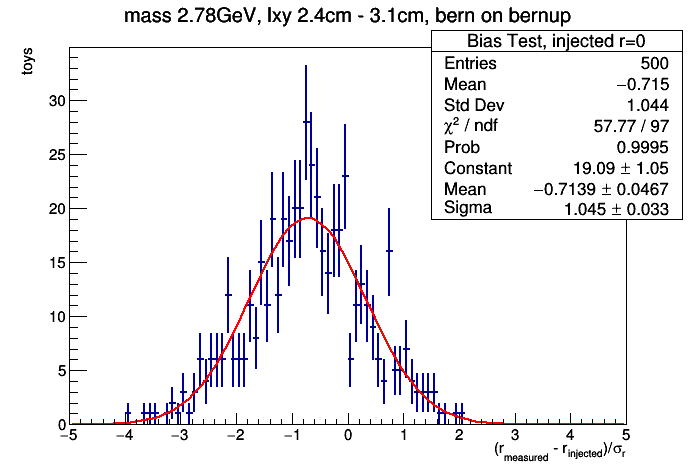 mass 2.78GeV, lxy 2.4cm - 3.1cm, bern on bernup
Bias Test, injected r=0
Entries 500
Mean −0.715
Std Dev 1.044
χ² / ndf 57.77 / 97
Prob 0.9995
Constant 19.09 ± 1.05
Mean −0.7139 ± 0.0467
Sigma 1.045 ± 0.033
toys
30
25
20
15
10
5
0
−5 −4 −3 −2 −1 0 1 2 3 4 5
(r_measured - r_injected)/σ_r